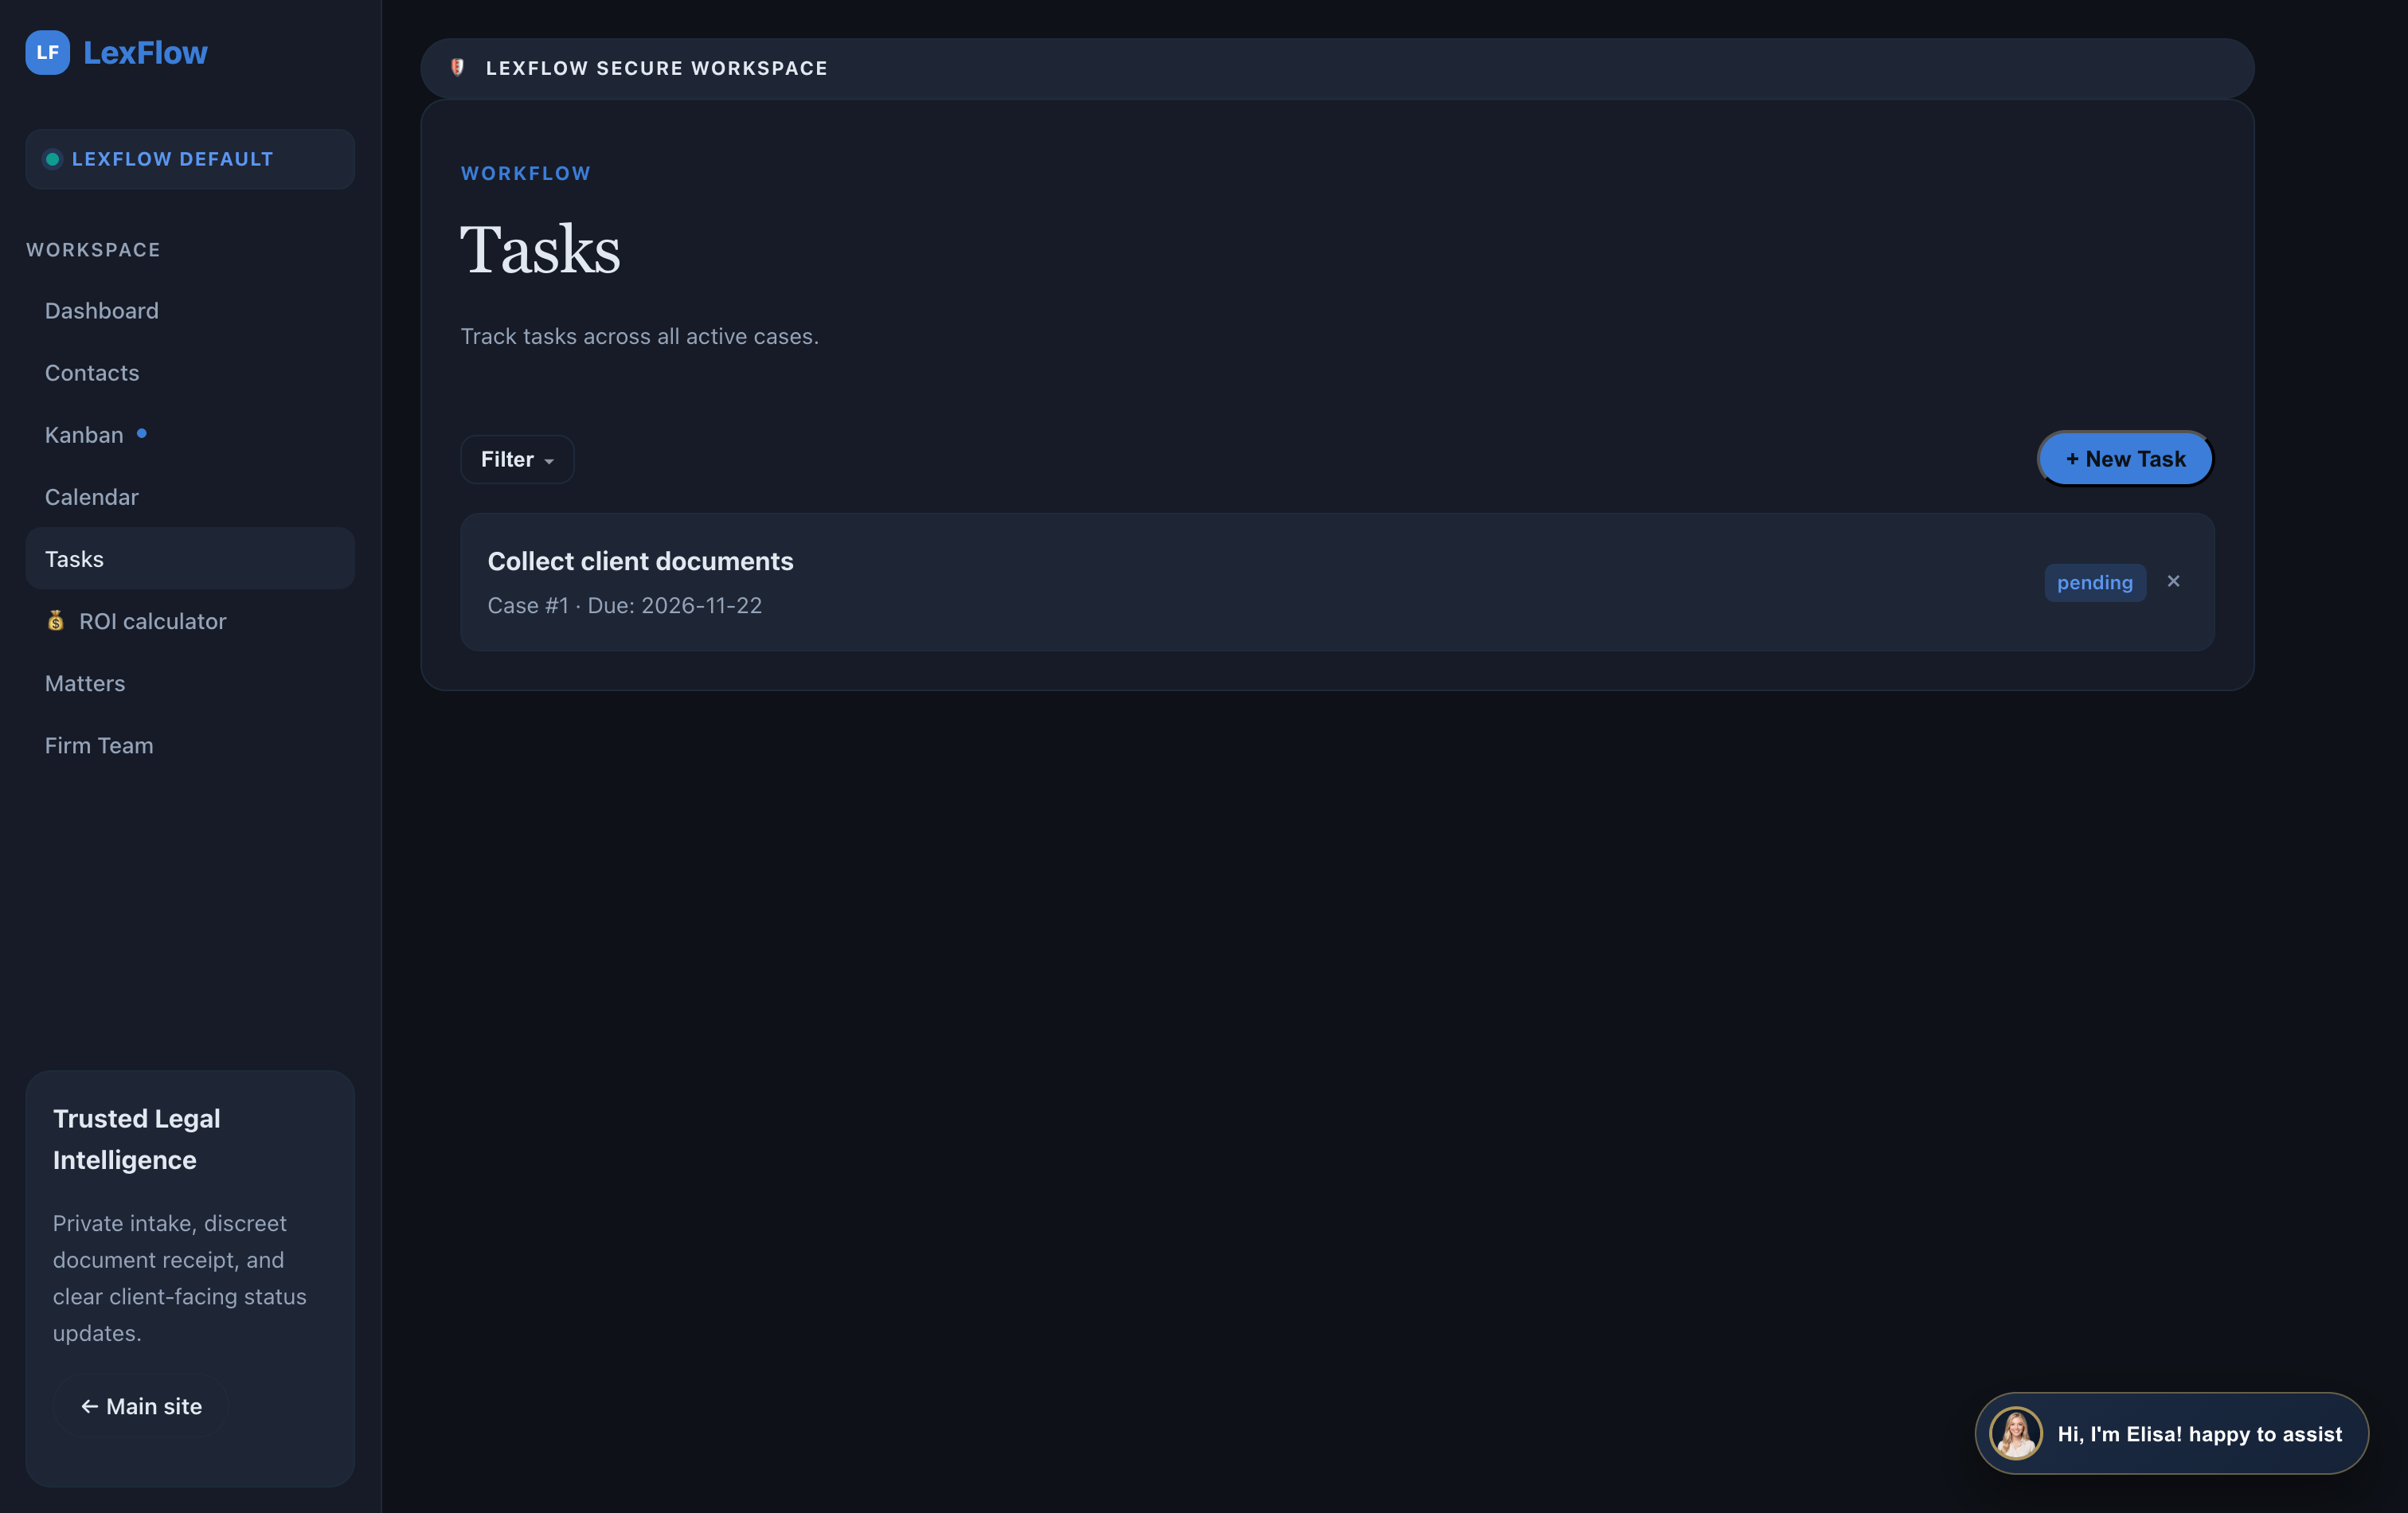 LF LexFlow
LEXFLOW DEFAULT
WORKSPACE
Dashboard
Contacts
Kanban
Calendar
Tasks
ROI calculator
Matters
Firm Team
Trusted Legal
Intelligence
Private intake, discreet
document receipt, and
clear client-facing status
updates.
← Main site
LEXFLOW SECURE WORKSPACE
WORKFLOW
Tasks
Track tasks across all active cases.
Filter
+ New Task
Collect client documents
Case #1 · Due: 2026-11-22
pending ×
Hi, I'm Elisa! happy to assist